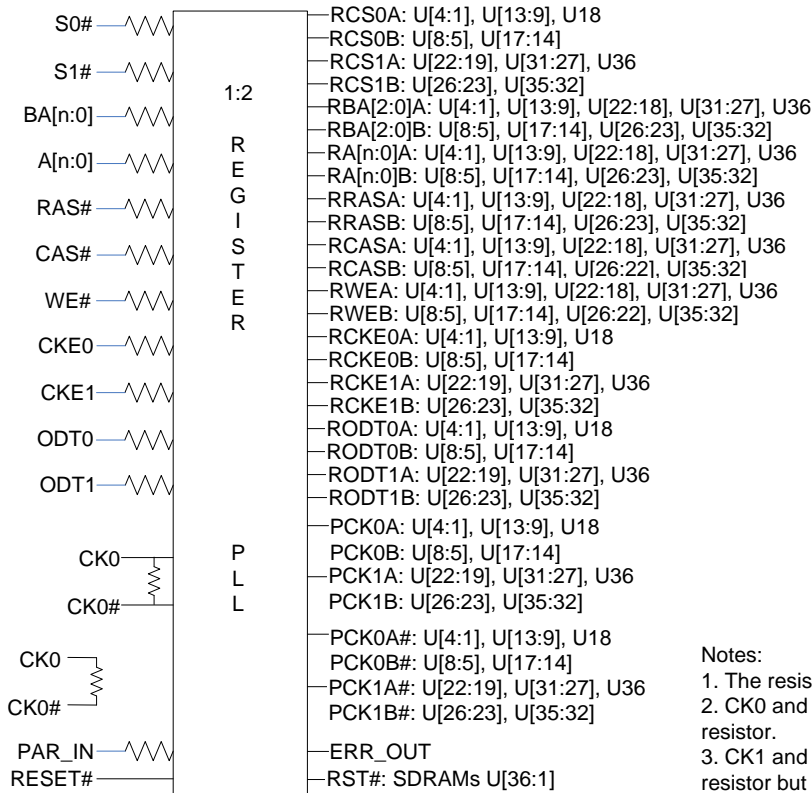 S0#
S1#
BA[n:0]
A[n:0]
RAS#
CAS#
WE#
CKE0
CKE1
ODT0
ODT1
CK0
CK0#
CK0
CK0#
PAR_IN
RESET#
1:2
R
E
G
I
S
T
E
R
P
L
L
RCS0A: U[4:1], U[13:9], U18
RCS0B: U[8:5], U[17:14]
RCS1A: U[22:19], U[31:27], U36
RCS1B: U[26:23], U[35:32]
RBA[2:0]A: U[4:1], U[13:9], U[22:18], U[31:27], U36
RBA[2:0]B: U[8:5], U[17:14], U[26:23], U[35:32]
RA[n:0]A: U[4:1], U[13:9], U[22:18], U[31:27], U36
RA[n:0]B: U[8:5], U[17:14], U[26:23], U[35:32]
RRASA: U[4:1], U[13:9], U[22:18], U[31:27], U36
RRASB: U[8:5], U[17:14], U[26:23], U[35:32]
RCASA: U[4:1], U[13:9], U[22:18], U[31:27], U36
RCASB: U[8:5], U[17:14], U[26:22], U[35:32]
RWEA: U[4:1], U[13:9], U[22:18], U[31:27], U36
RWEB: U[8:5], U[17:14], U[26:22], U[35:32]
RCKE0A: U[4:1], U[13:9], U18
RCKE0B: U[8:5], U[17:14]
RCKE1A: U[22:19], U[31:27], U36
RCKE1B: U[26:23], U[35:32]
RODT0A: U[4:1], U[13:9], U18
RODT0B: U[8:5], U[17:14]
RODT1A: U[22:19], U[31:27], U36
RODT1B: U[26:23], U[35:32]
PCK0A: U[4:1], U[13:9], U18
PCK0B: U[8:5], U[17:14]
PCK1A: U[22:19], U[31:27], U36
PCK1B: U[26:23], U[35:32]
PCK0A#: U[4:1], U[13:9], U18
PCK0B#: U[8:5], U[17:14]
PCK1A#: U[22:19], U[31:27], U36
PCK1B#: U[26:23], U[35:32]
ERR_OUT
RST#: SDRAMs U[36:1]
Notes:
1. The resis
2. CK0 and
resistor.
3. CK1 and
resistor but